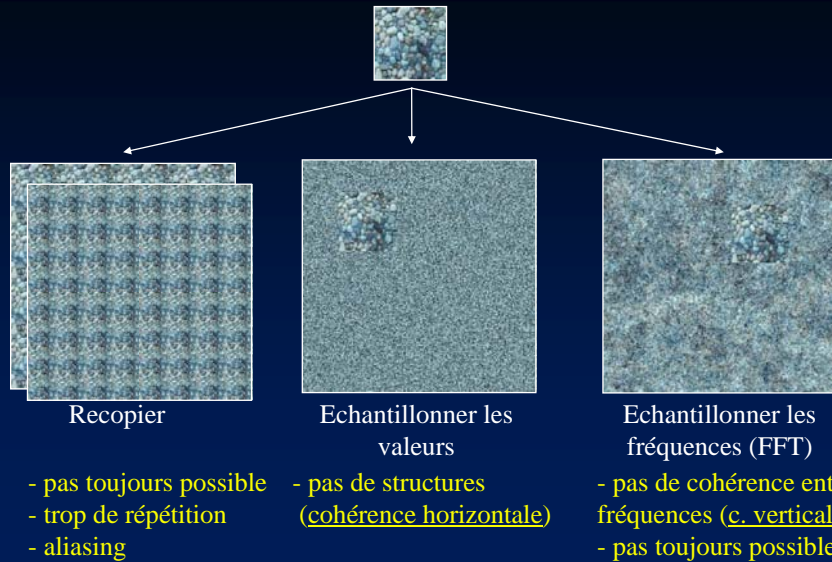 Recopier
- pas toujours possible
- trop de répétition
- aliasing
Echantillonner les
valeurs
- pas de structures
(cohérence horizontale)
Echantillonner les
fréquences (FFT)
- pas de cohérence ent
fréquences (c. vertical
- pas toujours possible